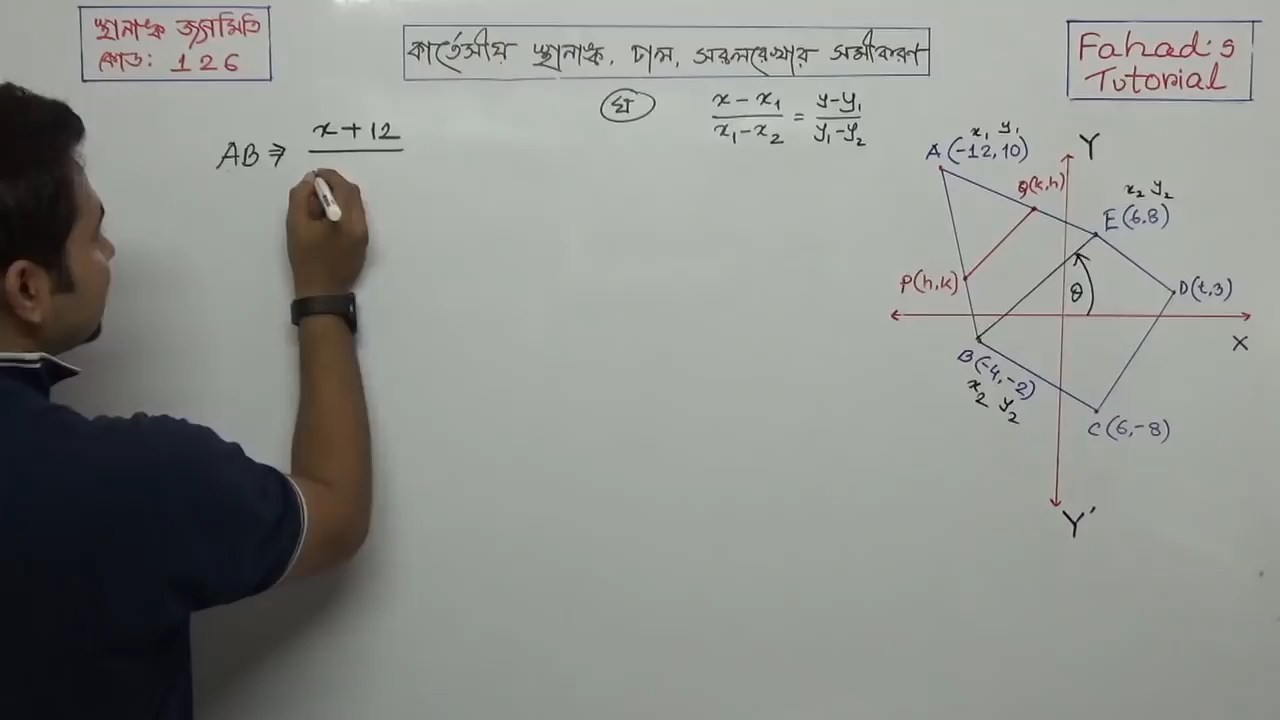 স্থানাঙ্ক জ্যামিতি
কোড: 126
কার্তেসীয় স্থানাঙ্ক, ঢাল, সরলরেখার সমীকরণ
Fahad's
Tutorial
ঘ
x - x₁ / x₁ - x₂ = y - y₁ / y₁ - y₂
AB ⇒ x + 12
x₁ y₁
A (-12, 10)
Y
Q(k,h)
x₂ y₂
E (6,8)
P(h,k)
θ
D(t,3)
X
B(-4,-2)
x₂ y₂
C (6,-8)
Y'